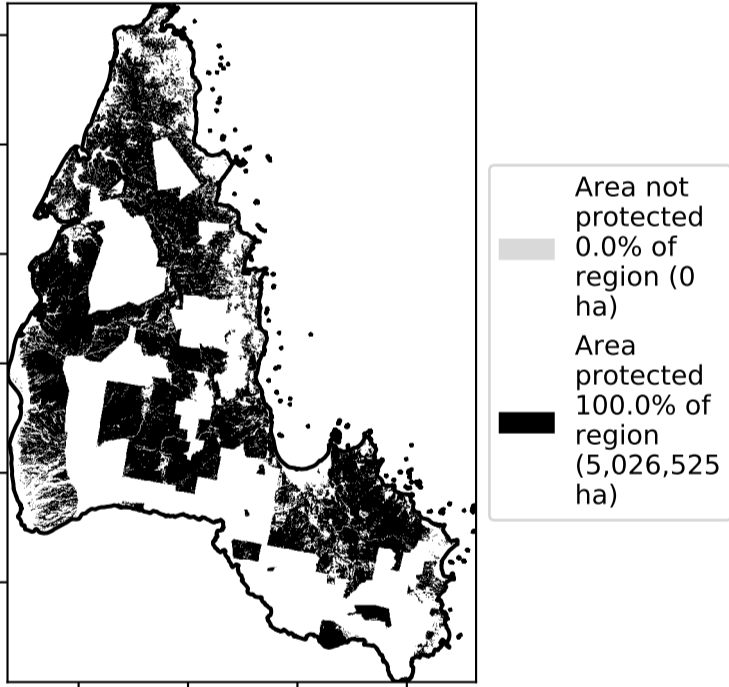 Area not
protected
0.0% of
region (0
ha)
Area
protected
100.0% of
region
(5,026,525
ha)